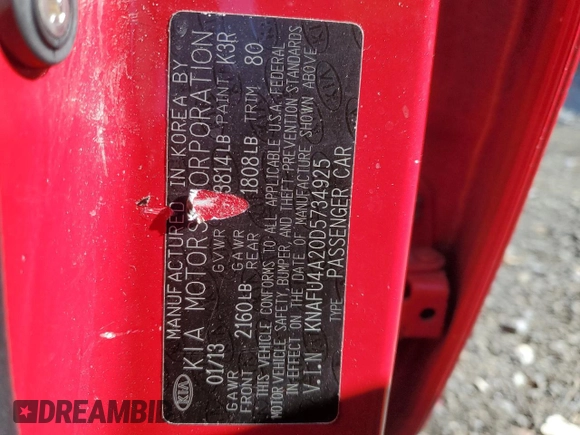 MANUFACTURED IN KOREA BY
KIA MOTORS CORPORATION
01/13 GVWR 3814LB PAINT K3R
GAWR GAWR
FRONT 2160LB REAR 1808LB TRIM 80
THIS VEHICLE CONFORMS TO ALL APPLICABLE U.S.A. FEDERAL
MOTOR VEHICLE SAFETY, BUMPER, AND THEFT PREVENTION STANDARDS
IN EFFECT ON THE DATE OF MANUFACTURE SHOWN ABOVE.
V.I.N KNAFU4A20D5734925
TYPE PASSENGER CAR
KIA
DREAMBID